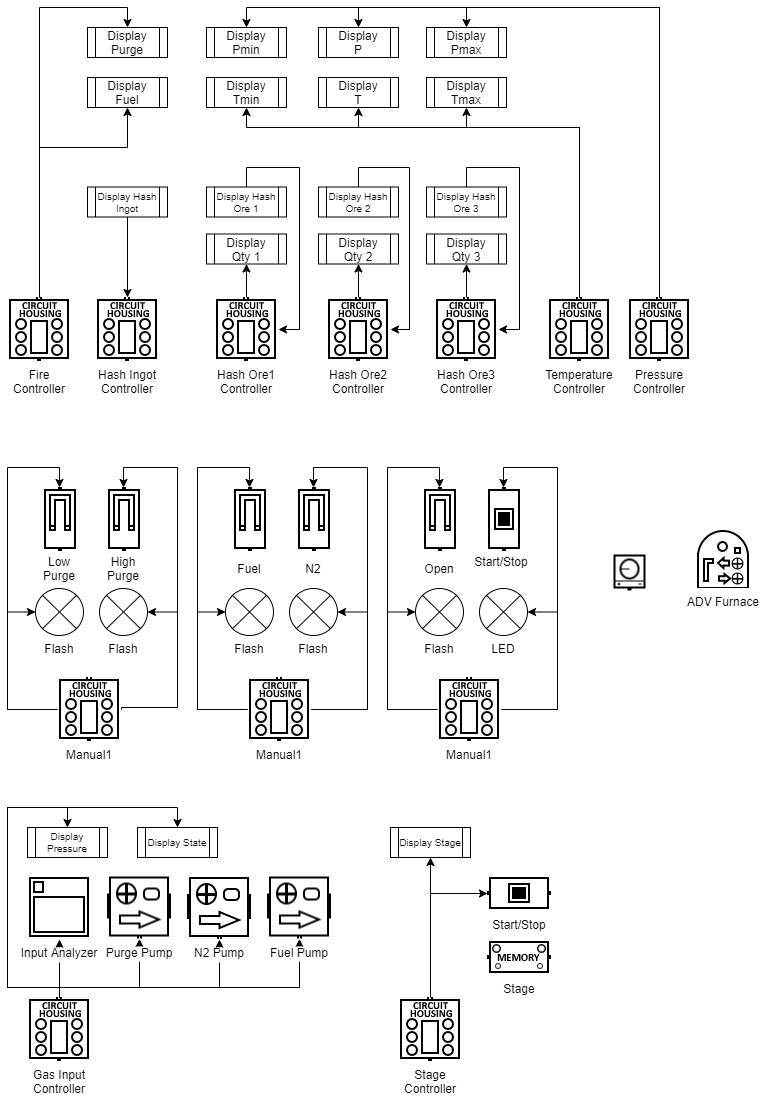 Display
Purge
Display
Pmin
Display
P
Display
Pmax
Display
Fuel
Display
Tmin
Display
T
Display
Tmax
Display Hash
Ingot
Display Hash
Ore 1
Display Hash
Ore 2
Display Hash
Ore 3
Display
Qty 1
Display
Qty 2
Display
Qty 3
CIRCUIT
HOUSING
CIRCUIT
HOUSING
CIRCUIT
HOUSING
CIRCUIT
HOUSING
CIRCUIT
HOUSING
CIRCUIT
HOUSING
CIRCUIT
HOUSING
Fire
Controller
Hash Ingot
Controller
Hash Ore1
Controller
Hash Ore2
Controller
Hash Ore3
Controller
Temperature
Controller
Pressure
Controller
Low
Purge
High
Purge
Fuel
N2
Open
Start/Stop
ADV Furnace
Flash
Flash
Flash
Flash
Flash
LED
CIRCUIT
HOUSING
CIRCUIT
HOUSING
CIRCUIT
HOUSING
Manual1
Manual1
Manual1
Display
Pressure
Display State
Display Stage
Input Analyzer
Purge Pump
N2 Pump
Fuel Pump
Start/Stop
MEMORY
Stage
CIRCUIT
HOUSING
CIRCUIT
HOUSING
Gas Input
Controller
Stage
Controller